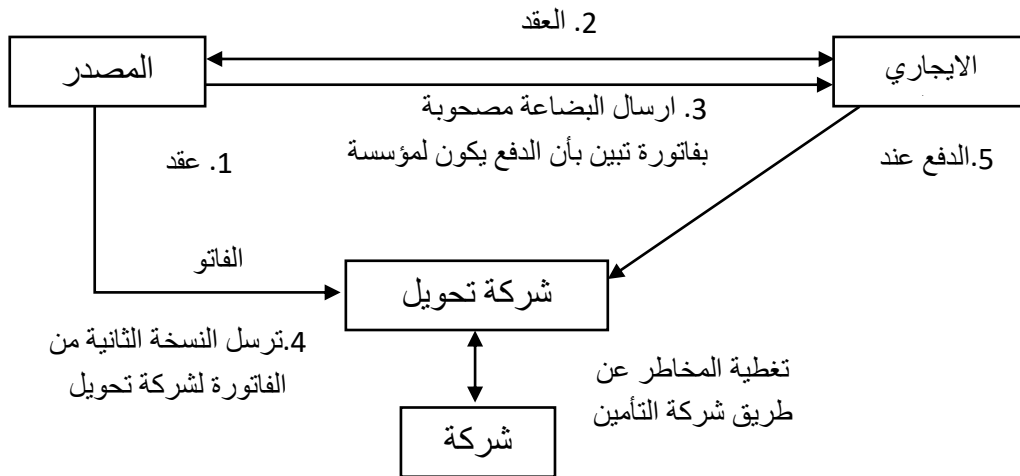 2. العقد
المصدر
الايجاري
3. ارسال البضاعة مصحوبة
بفاتورة تبين بأن الدفع يكون لمؤسسة
1. عقد
5.الدفع عند
الفاتو
شركة تحويل
4.ترسل النسخة الثانية من
الفاتورة لشركة تحويل
تغطية المخاطر عن
طريق شركة التأمين
شركة